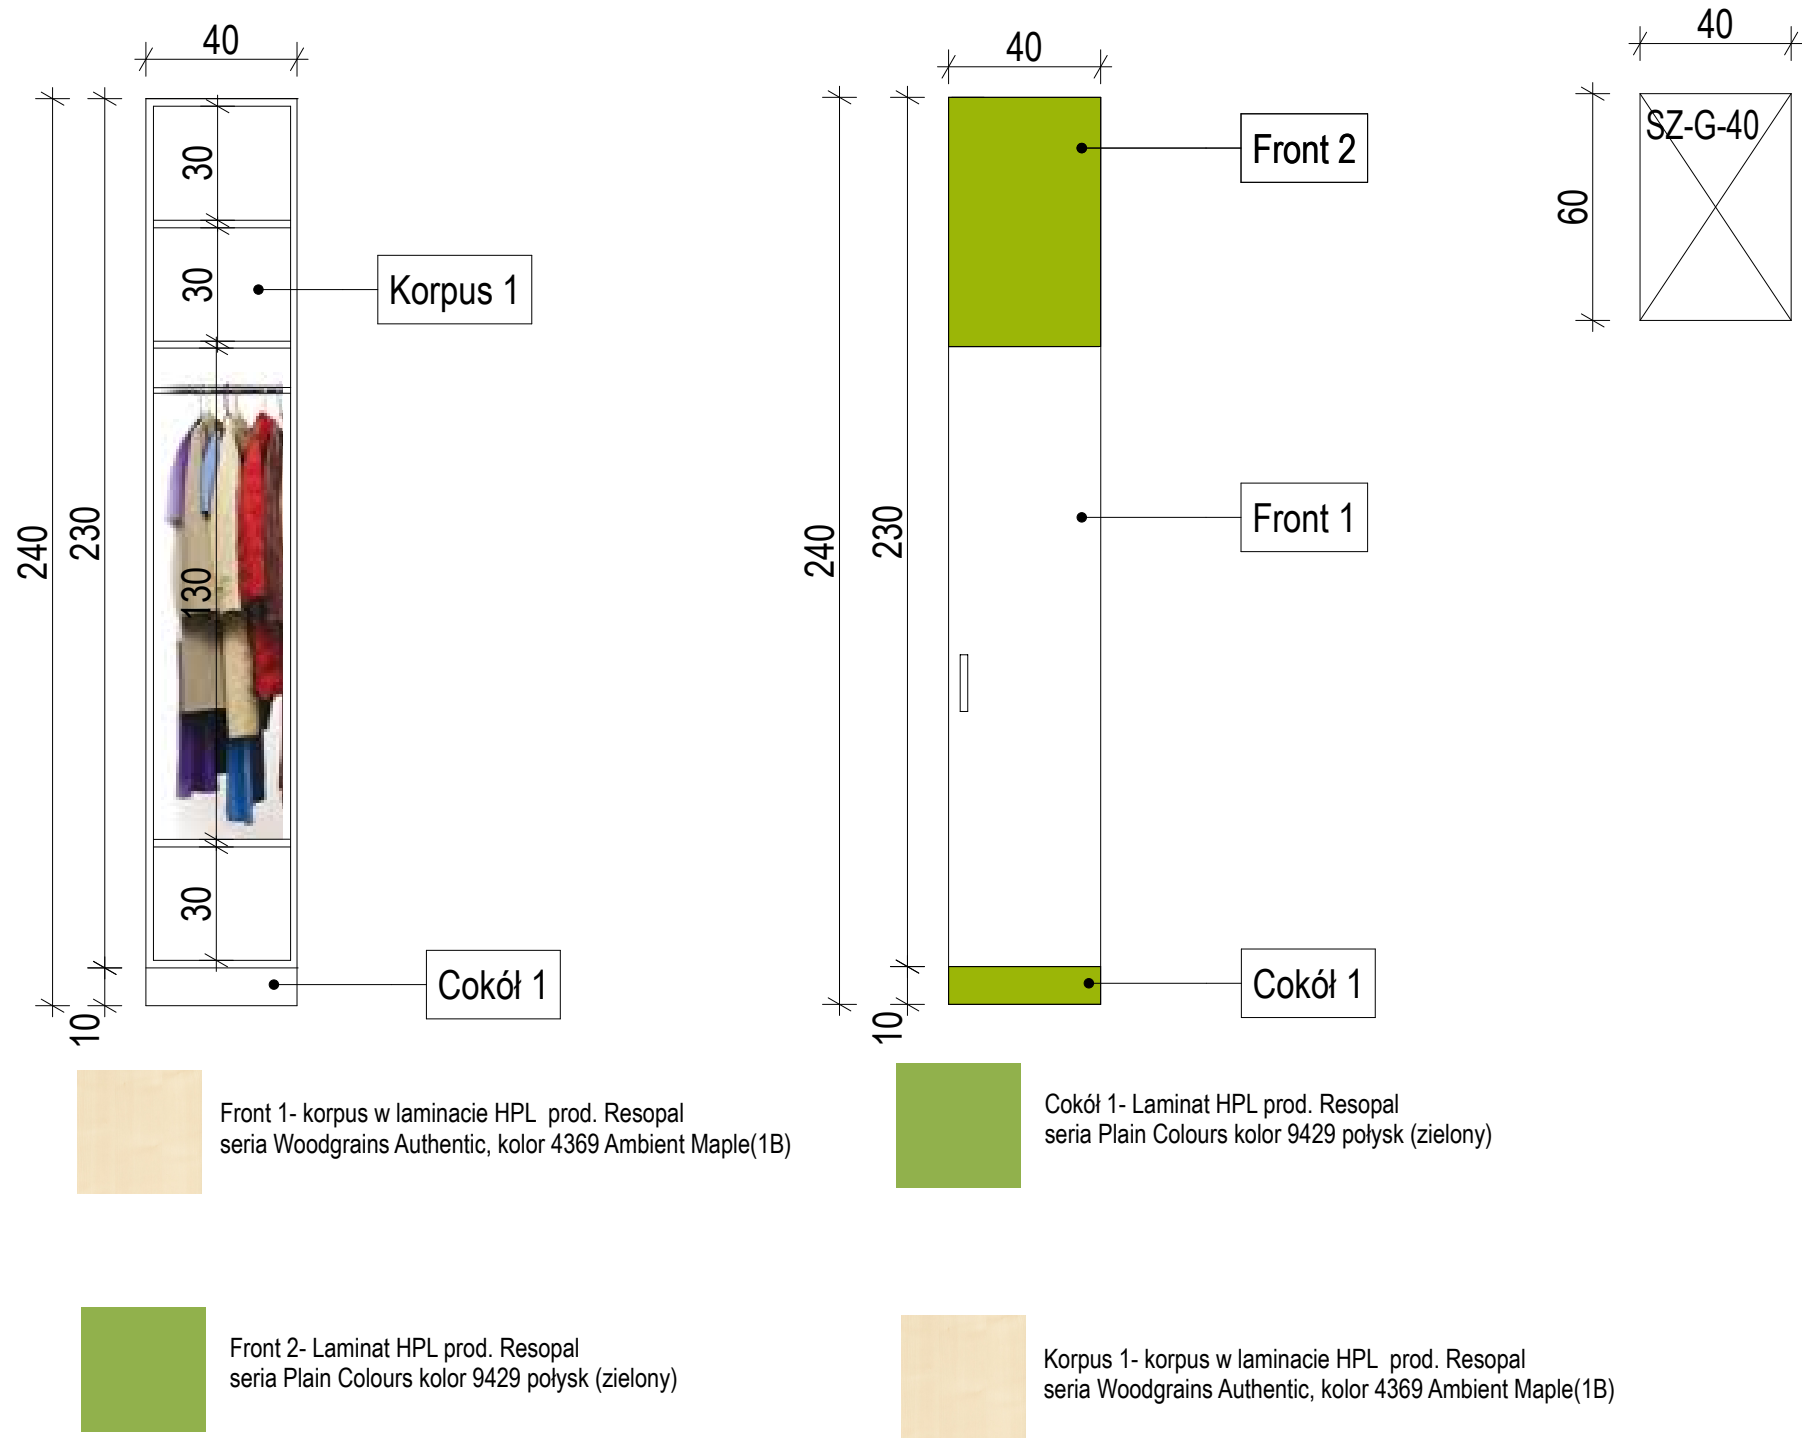 40
240
230
30
30
130
30
10
Korpus 1
Cokół 1
40
240
230
10
Front 2
Front 1
Cokół 1
40
60
SZ-G-40
Front 1- korpus w laminacie HPL  prod. Resopal
seria Woodgrains Authentic, kolor 4369 Ambient Maple(1B)
Cokół 1- Laminat HPL prod. Resopal
seria Plain Colours kolor 9429 połysk (zielony)
Front 2- Laminat HPL prod. Resopal
seria Plain Colours kolor 9429 połysk (zielony)
Korpus 1- korpus w laminacie HPL  prod. Resopal
seria Woodgrains Authentic, kolor 4369 Ambient Maple(1B)